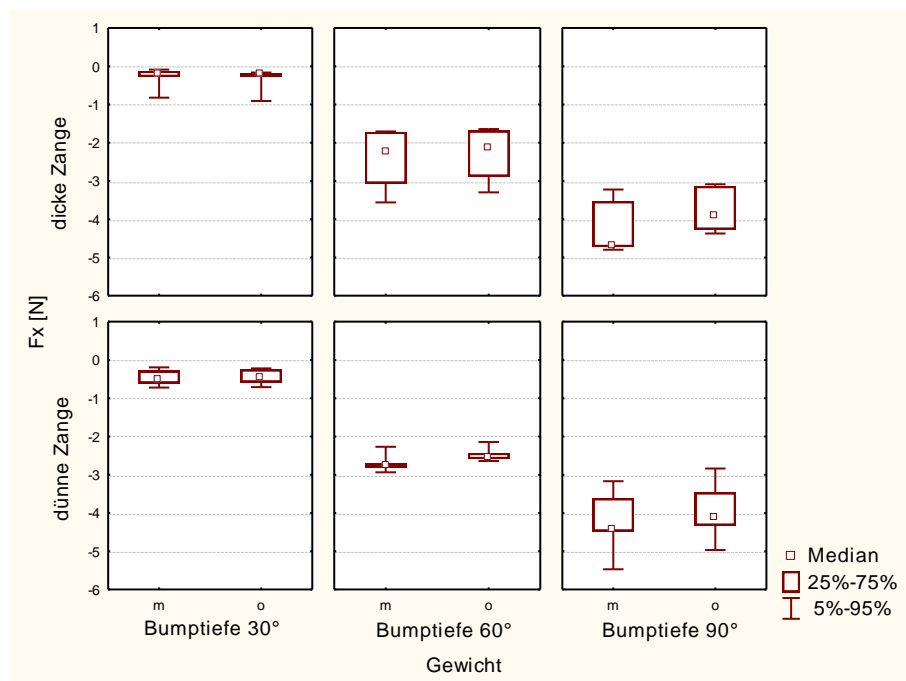 1
0
-1
-2
-3
-4
-5
-6
dicke Zange
Fx [N]
1
0
-1
-2
-3
-4
-5
-6
dünne Zange
m o m o m o
Bumptiefe 30° Bumptiefe 60° Bumptiefe 90°
Gewicht
Median
25%-75%
5%-95%